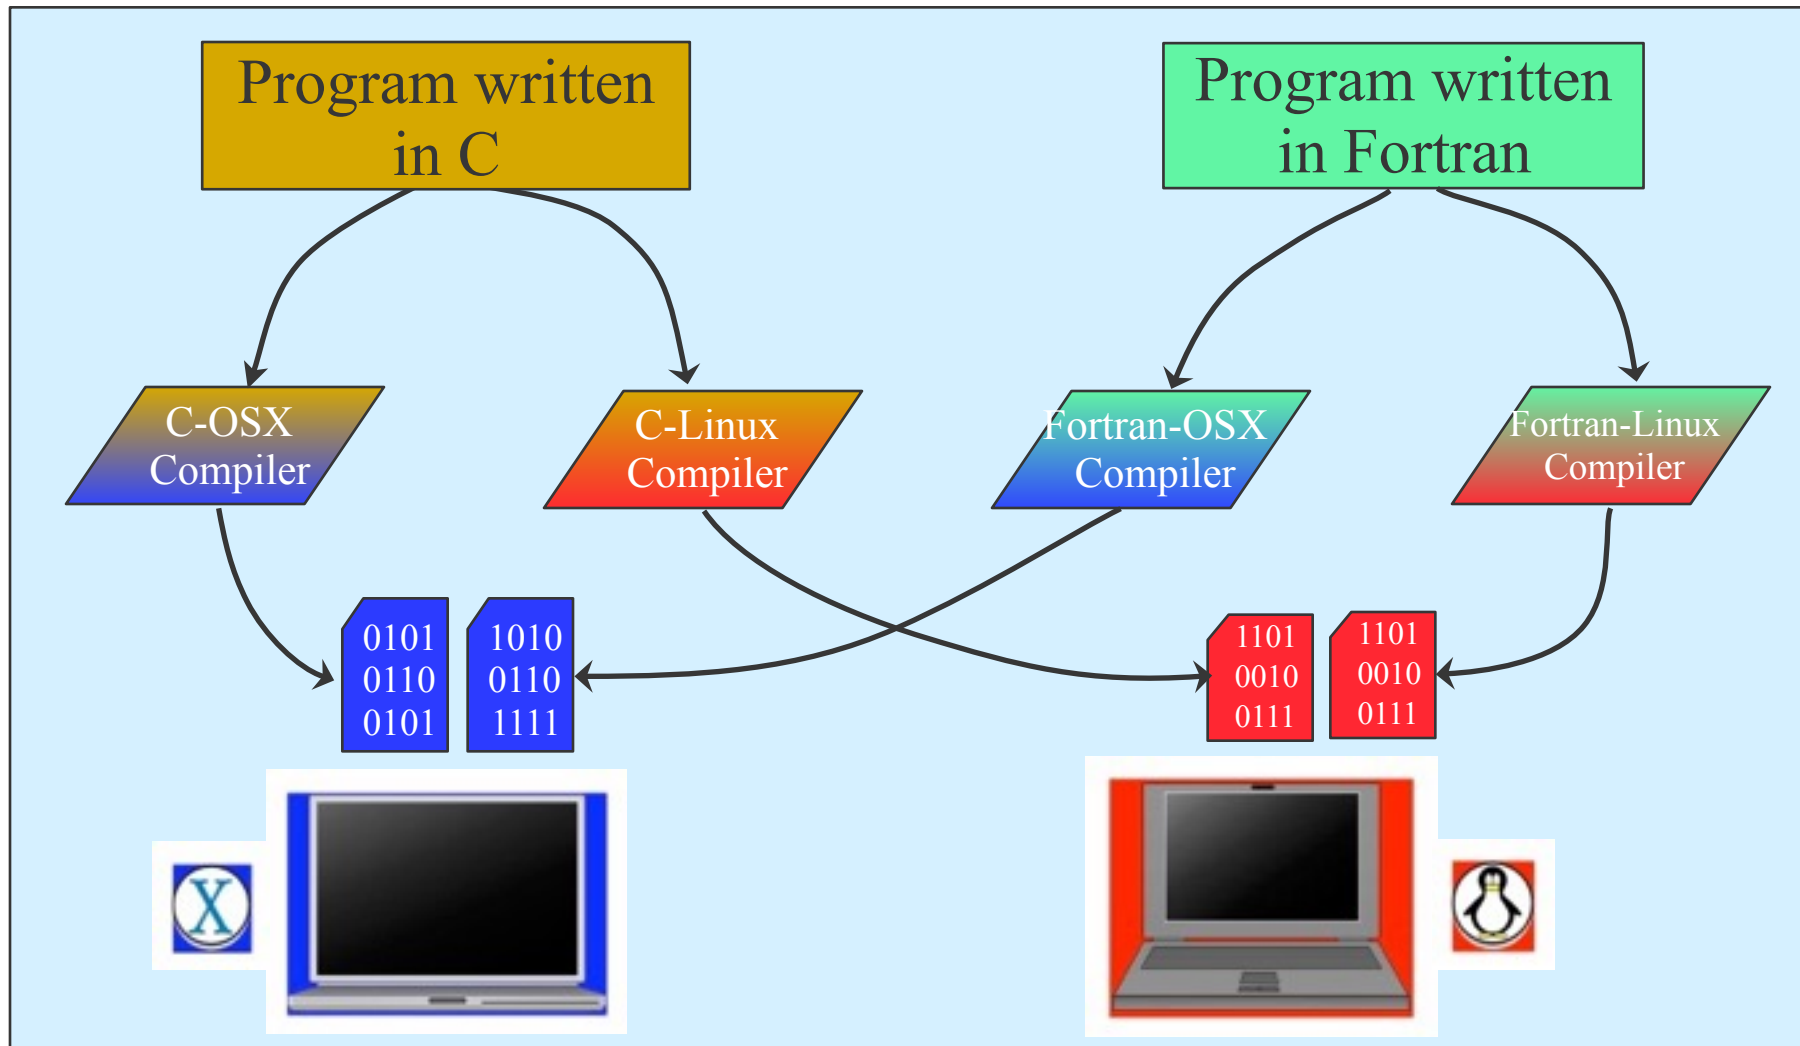 Program written
in C
Program written
in Fortran
C-OSX
Compiler
C-Linux
Compiler
Fortran-OSX
Compiler
Fortran-Linux
Compiler
0101
0110
0101
1010
0110
1111
1101
0010
0111
1101
0010
0111
X